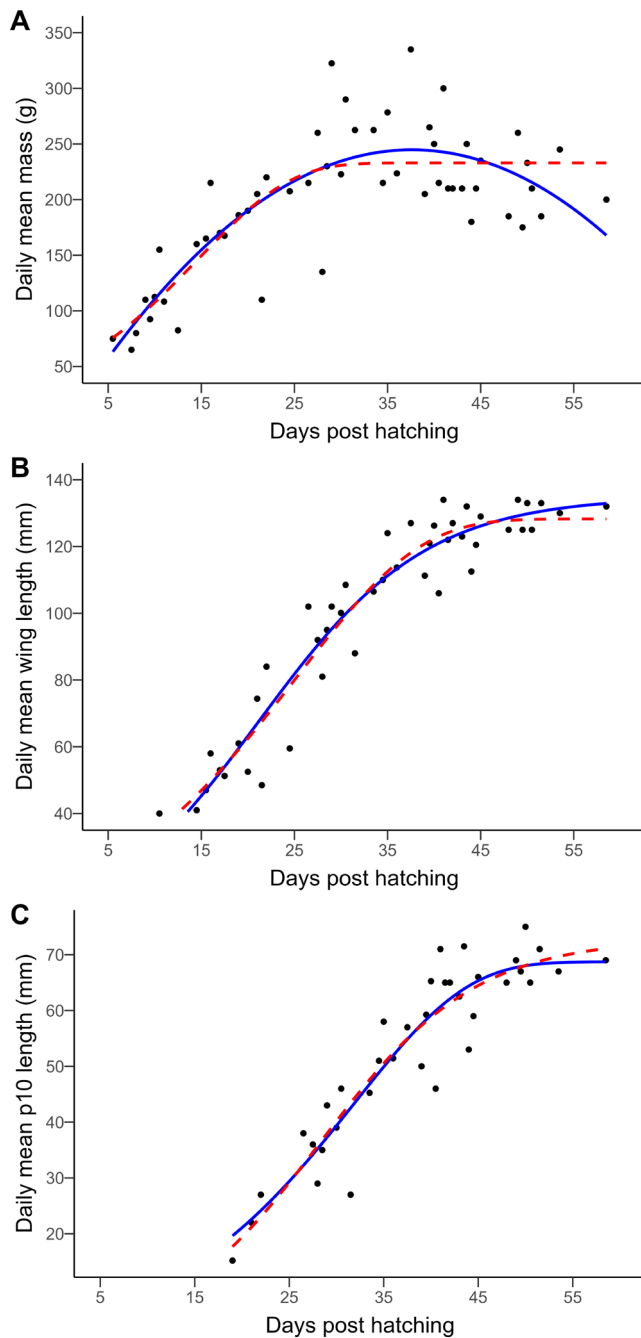 A
Daily mean mass (g)
350
300
250
200
150
100
50
5 15 25 35 45 55
Days post hatching
B
Daily mean wing length (mm)
140
120
100
80
60
40
5 15 25 35 45 55
Days post hatching
C
Daily mean p10 length (mm)
70
60
50
40
30
20
5 15 25 35 45 55
Days post hatching